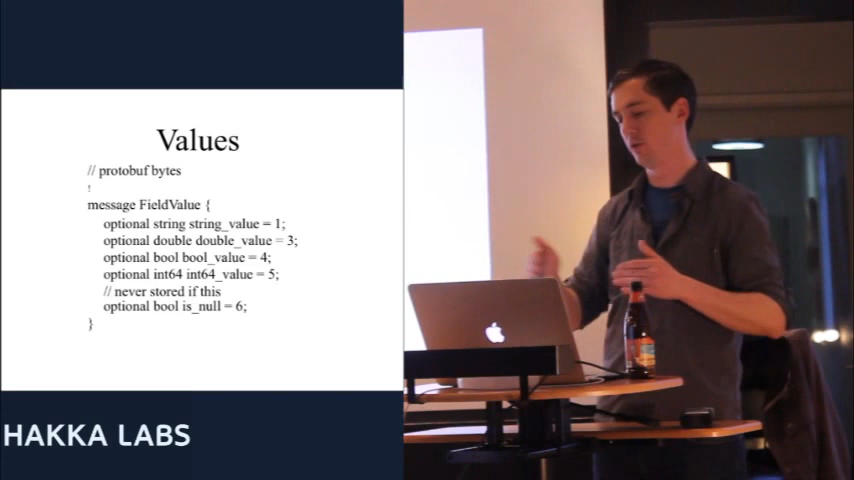 Values
// protobuf bytes
!
message FieldValue {
optional string string_value = 1;
optional double double_value = 3;
optional bool bool_value = 4;
optional int64 int64_value = 5;
// never stored if this
optional bool is_null = 6;
}
HAKKA LABS